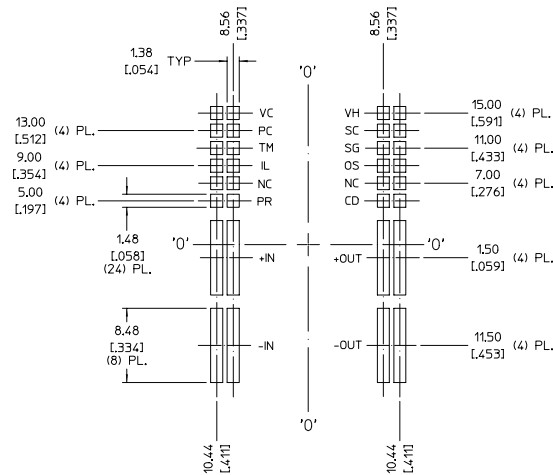 8.56
[.337]
8.56
[.337]
1.38
[.054]
TYP
'0'
13.00
[.512] (4) PL.
9.00
[.354] (4) PL.
5.00
[.197] (4) PL.
VC
PC
TM
IL
NC
PR
VH
SC
SG
OS
NC
CD
15.00
[.591] (4) PL.
11.00
[.433] (4) PL.
7.00
[.276] (4) PL.
1.48
[.058]
(24) PL.
'0'
'0'
+IN
+OUT
1.50
[.059] (4) PL.
8.48
[.334]
(8) PL.
-IN
-OUT
11.50
[.453] (4) PL.
'0'
10.44
[.411]
10.44
[.411]